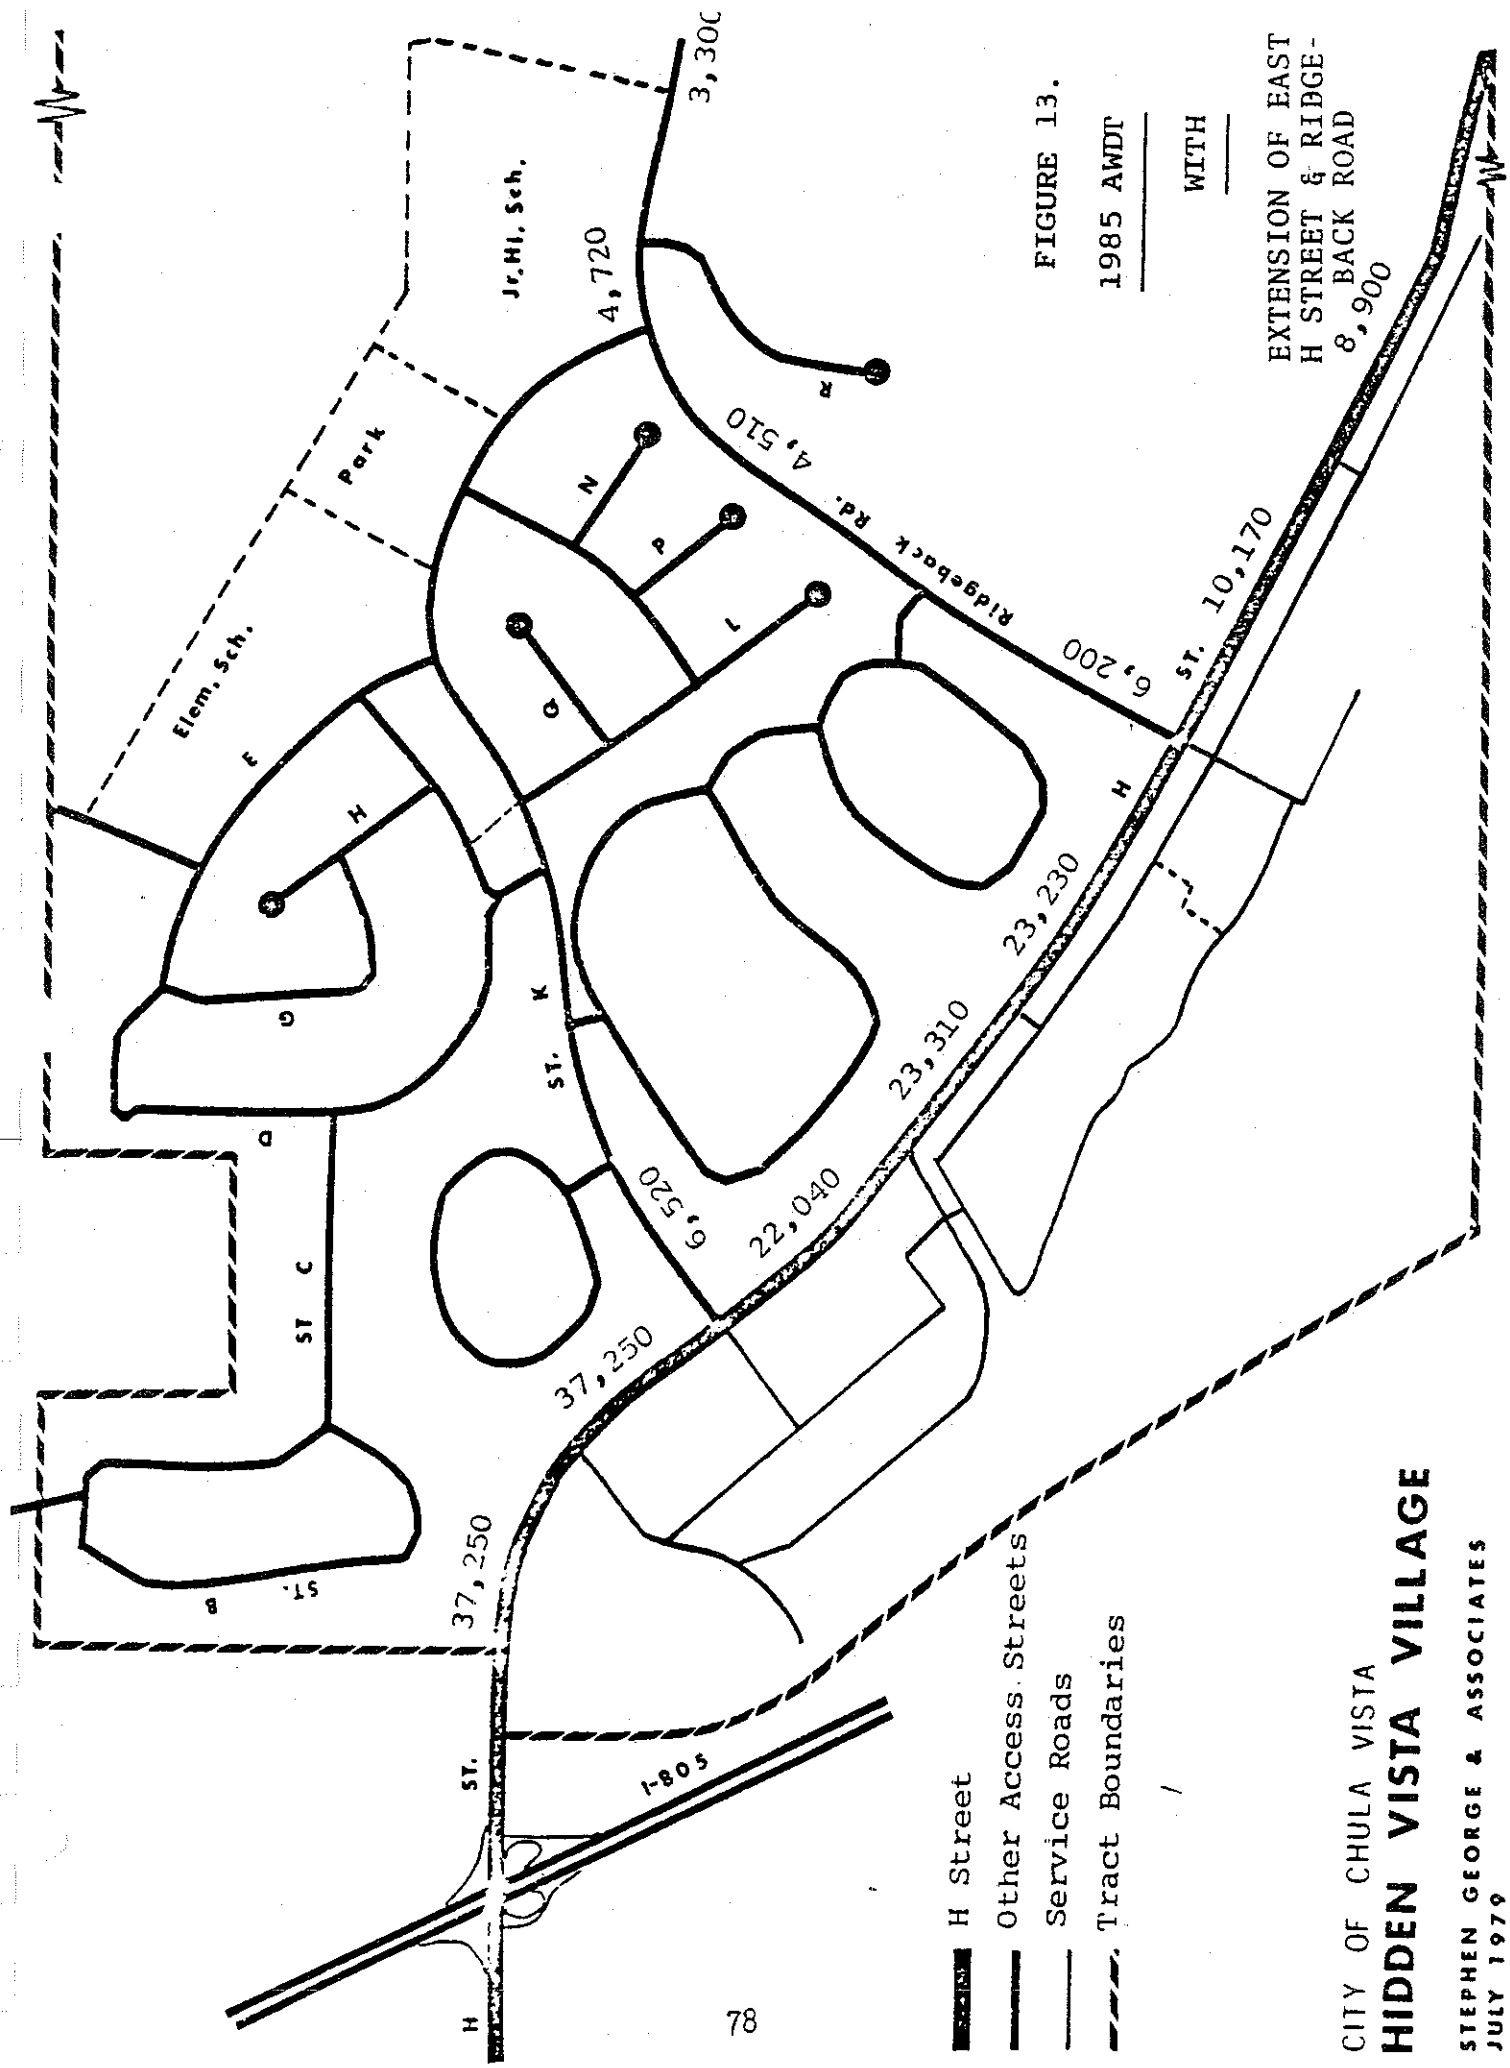 FIGURE 13.
1985 AWDT
WITH
EXTENSION OF EAST
H STREET & RIDGE-
BACK ROAD
H
ST.
I-805
37,250
37,250
22,040
23,310
23,230
H
ST.
10,170
8,900
6,520
ST.
K
6,200
Ridgeback Rd.
4,510
4,720
3,300
B
ST.
ST C
D
G
H
E
Elem. Sch.
Park
Jr. Hi. Sch.
Q
L
P
N
R
H Street
Other Access Streets
Service Roads
Tract Boundaries
78
CITY OF CHULA VISTA
HIDDEN VISTA VILLAGE
STEPHEN GEORGE & ASSOCIATES
JULY 1979